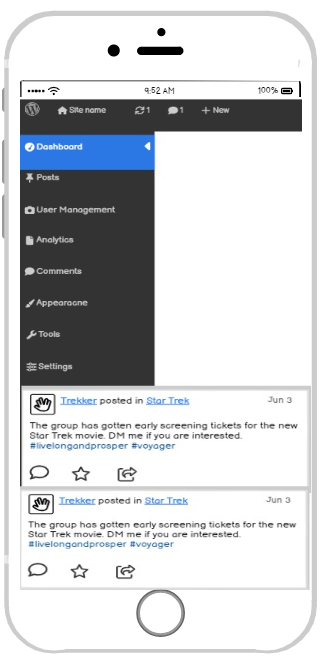 9:52 AM 100%
Site name 1 1 + New
Dashboard
Posts
User Management
Analytics
Comments
Appearacne
Tools
Settings
Trekker posted in Star Trek Jun 3
The group has gotten early screening tickets for the new
Star Trek movie. DM me if you are interested.
#livelongandprosper #voyager
Trekker posted in Star Trek Jun 3
The group has gotten early screening tickets for the new
Star Trek movie. DM me if you are interested.
#livelongandprosper #voyager